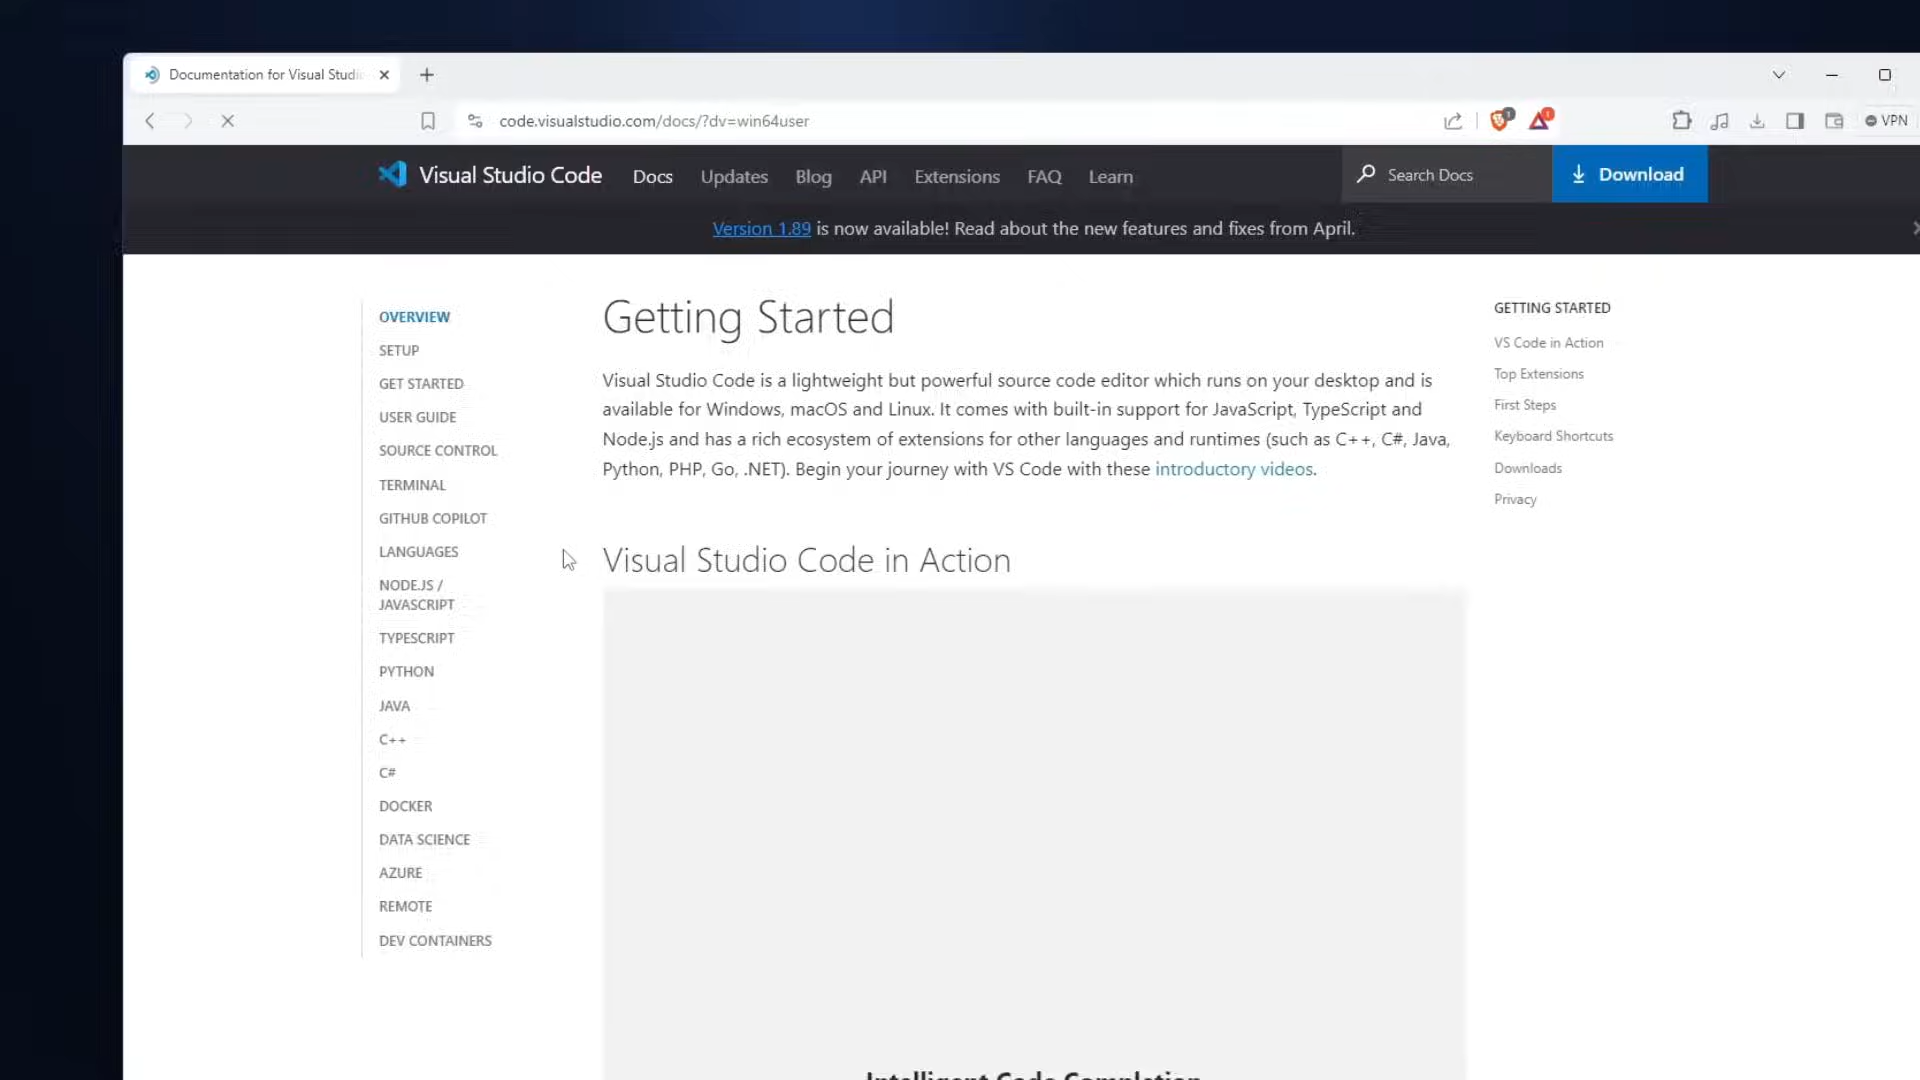 Documentation for Visual Studi
code.visualstudio.com/docs/?dv=win64user
VPN
Visual Studio Code
Docs
Updates
Blog
API
Extensions
FAQ
Learn
Search Docs
Download
Version 1.89 is now available! Read about the new features and fixes from April.
OVERVIEW
SETUP
GET STARTED
USER GUIDE
SOURCE CONTROL
TERMINAL
GITHUB COPILOT
LANGUAGES
NODE.JS /
JAVASCRIPT
TYPESCRIPT
PYTHON
JAVA
C++
C#
DOCKER
DATA SCIENCE
AZURE
REMOTE
DEV CONTAINERS
Getting Started
Visual Studio Code is a lightweight but powerful source code editor which runs on your desktop and is
available for Windows, macOS and Linux. It comes with built-in support for JavaScript, TypeScript and
Node.js and has a rich ecosystem of extensions for other languages and runtimes (such as C++, C#, Java,
Python, PHP, Go, .NET). Begin your journey with VS Code with these introductory videos.
Visual Studio Code in Action
Intelligent Code Completion
GETTING STARTED
VS Code in Action
Top Extensions
First Steps
Keyboard Shortcuts
Downloads
Privacy